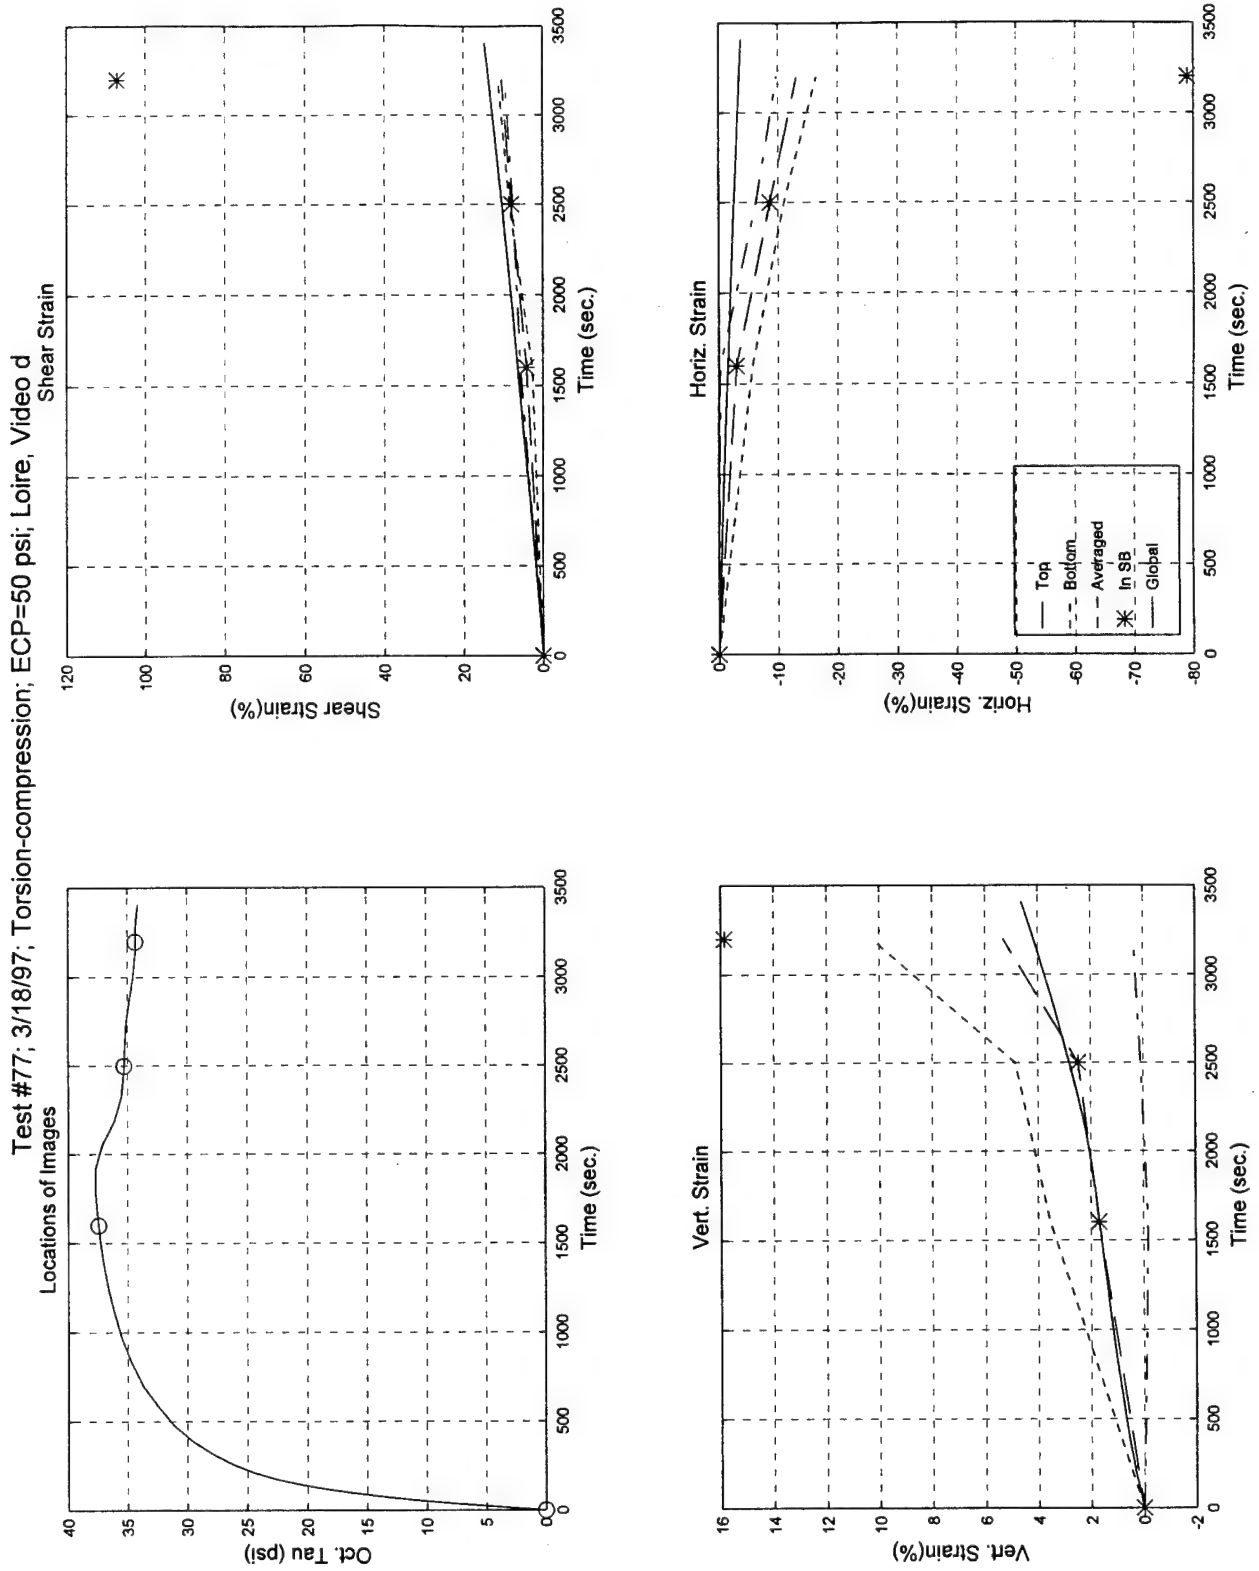 Test #77; 3/18/97; Torsion-compression; ECP=50 psi; Loire, Video d
Locations of Images
40
35
30
25
20
15
10
5
0
Oct. Tau (psi)
0 500 1000 1500 2000 2500 3000 3500
Time (sec.)
Shear Strain
120
100
80
60
40
20
0
Shear Strain(%)
0 500 1000 1500 2000 2500 3000 3500
Time (sec.)
Vert. Strain
16
14
12
10
8
6
4
2
0
-2
Vert. Strain(%)
0 500 1000 1500 2000 2500 3000 3500
Time (sec.)
Horiz. Strain
0
-10
-20
-30
-40
-50
-60
-70
-80
Horiz. Strain(%)
0 500 1000 1500 2000 2500 3000 3500
Time (sec.)
Top
Bottom
Averaged
In SB
Global